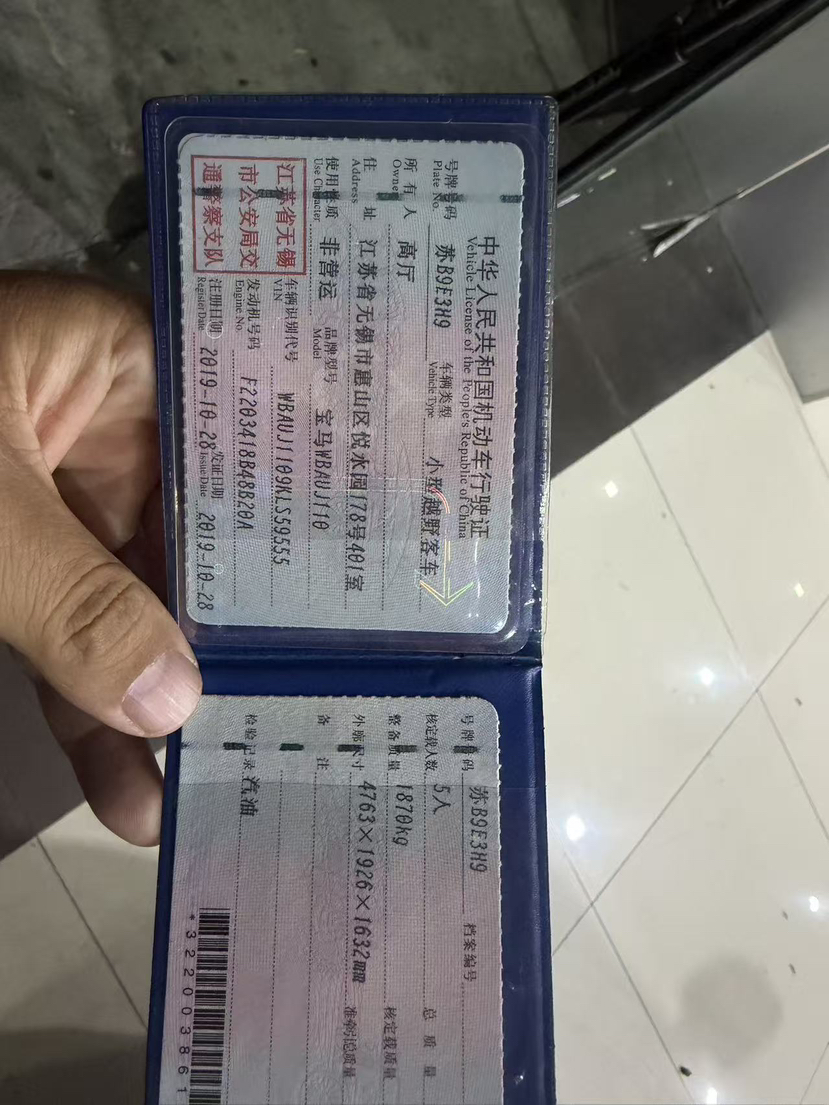 中华人民共和国机动车行驶证
Vehicle License of the People's Republic of China
号牌号码 苏B9E3H9 车辆类型 小型越野客车
Plate No. Vehicle Type
所有人 高厅
Owner
住址 江苏省无锡市惠山区悦水园178号401室
Address
使用性质 非营运 品牌型号 宝马WBAUJ110
Use Character Model
江苏省无锡
市公安局交
通警察支队
车辆识别代号 WBAUJ1109KLS59555
VIN
发动机号码 F2203418B48B20A
Engine No.
注册日期 2019-10-28 发证日期 2019-10-28
Register Date Issue Date
号牌号码 苏B9E3H9 档案编号
核定载人数 5人 总质量
整备质量 1870kg 核定载质量
外廓尺寸 4763×1926×1632mm 准牵引总质量
备注
检验记录 汽油
*322003861